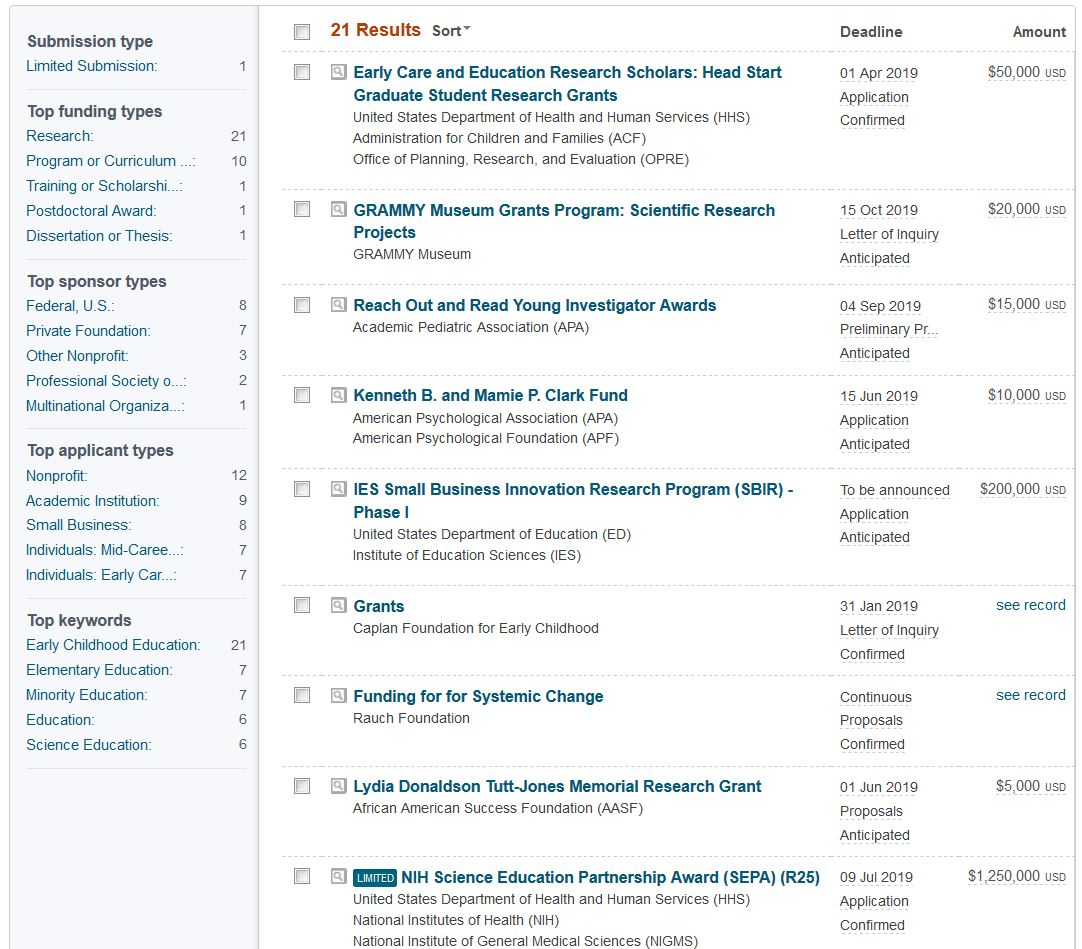 Submission type
Limited Submission: 1
Top funding types
Research: 21
Program or Curriculum ...: 10
Training or Scholarshi...: 1
Postdoctoral Award: 1
Dissertation or Thesis: 1
Top sponsor types
Federal, U.S.: 8
Private Foundation: 7
Other Nonprofit: 3
Professional Society o...: 2
Multinational Organiza...: 1
Top applicant types
Nonprofit: 12
Academic Institution: 9
Small Business: 8
Individuals: Mid-Caree...: 7
Individuals: Early Car...: 7
Top keywords
Early Childhood Education: 21
Elementary Education: 7
Minority Education: 7
Education: 6
Science Education: 6
21 Results Sort Deadline Amount
Early Care and Education Research Scholars: Head Start 01 Apr 2019 $50,000 USD
Graduate Student Research Grants Application
United States Department of Health and Human Services (HHS) Confirmed
Administration for Children and Families (ACF)
Office of Planning, Research, and Evaluation (OPRE)
GRAMMY Museum Grants Program: Scientific Research 15 Oct 2019 $20,000 USD
Projects Letter of Inquiry
GRAMMY Museum Anticipated
Reach Out and Read Young Investigator Awards 04 Sep 2019 $15,000 USD
Academic Pediatric Association (APA) Preliminary Pr...
Anticipated
Kenneth B. and Mamie P. Clark Fund 15 Jun 2019 $10,000 USD
American Psychological Association (APA) Application
American Psychological Foundation (APF) Anticipated
IES Small Business Innovation Research Program (SBIR) - To be announced $200,000 USD
Phase I Application
United States Department of Education (ED) Anticipated
Institute of Education Sciences (IES)
Grants 31 Jan 2019 see record
Caplan Foundation for Early Childhood Letter of Inquiry
Confirmed
Funding for for Systemic Change Continuous see record
Rauch Foundation Proposals
Confirmed
Lydia Donaldson Tutt-Jones Memorial Research Grant 01 Jun 2019 $5,000 USD
African American Success Foundation (AASF) Proposals
Anticipated
LIMITED NIH Science Education Partnership Award (SEPA) (R25) 09 Jul 2019 $1,250,000 USD
United States Department of Health and Human Services (HHS) Application
National Institutes of Health (NIH) Confirmed
National Institute of General Medical Sciences (NIGMS)